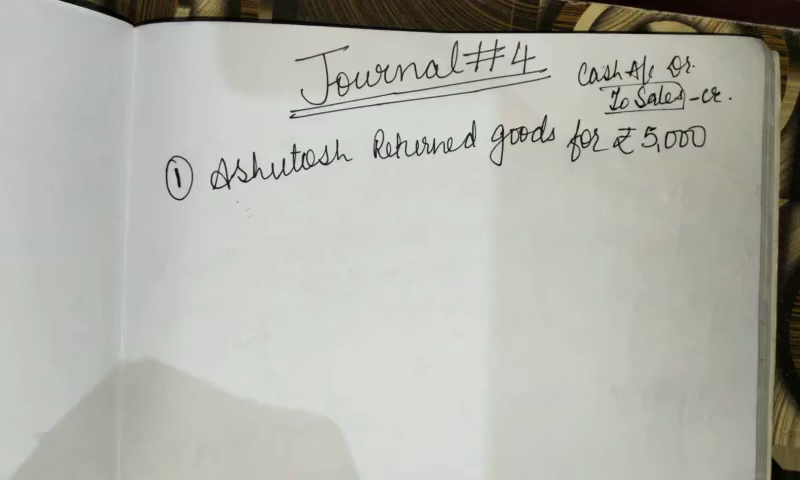 Journal #4
Cash A/c Dr.
To Sales - cr.
① Ashutosh Returned goods for ₹ 5,000